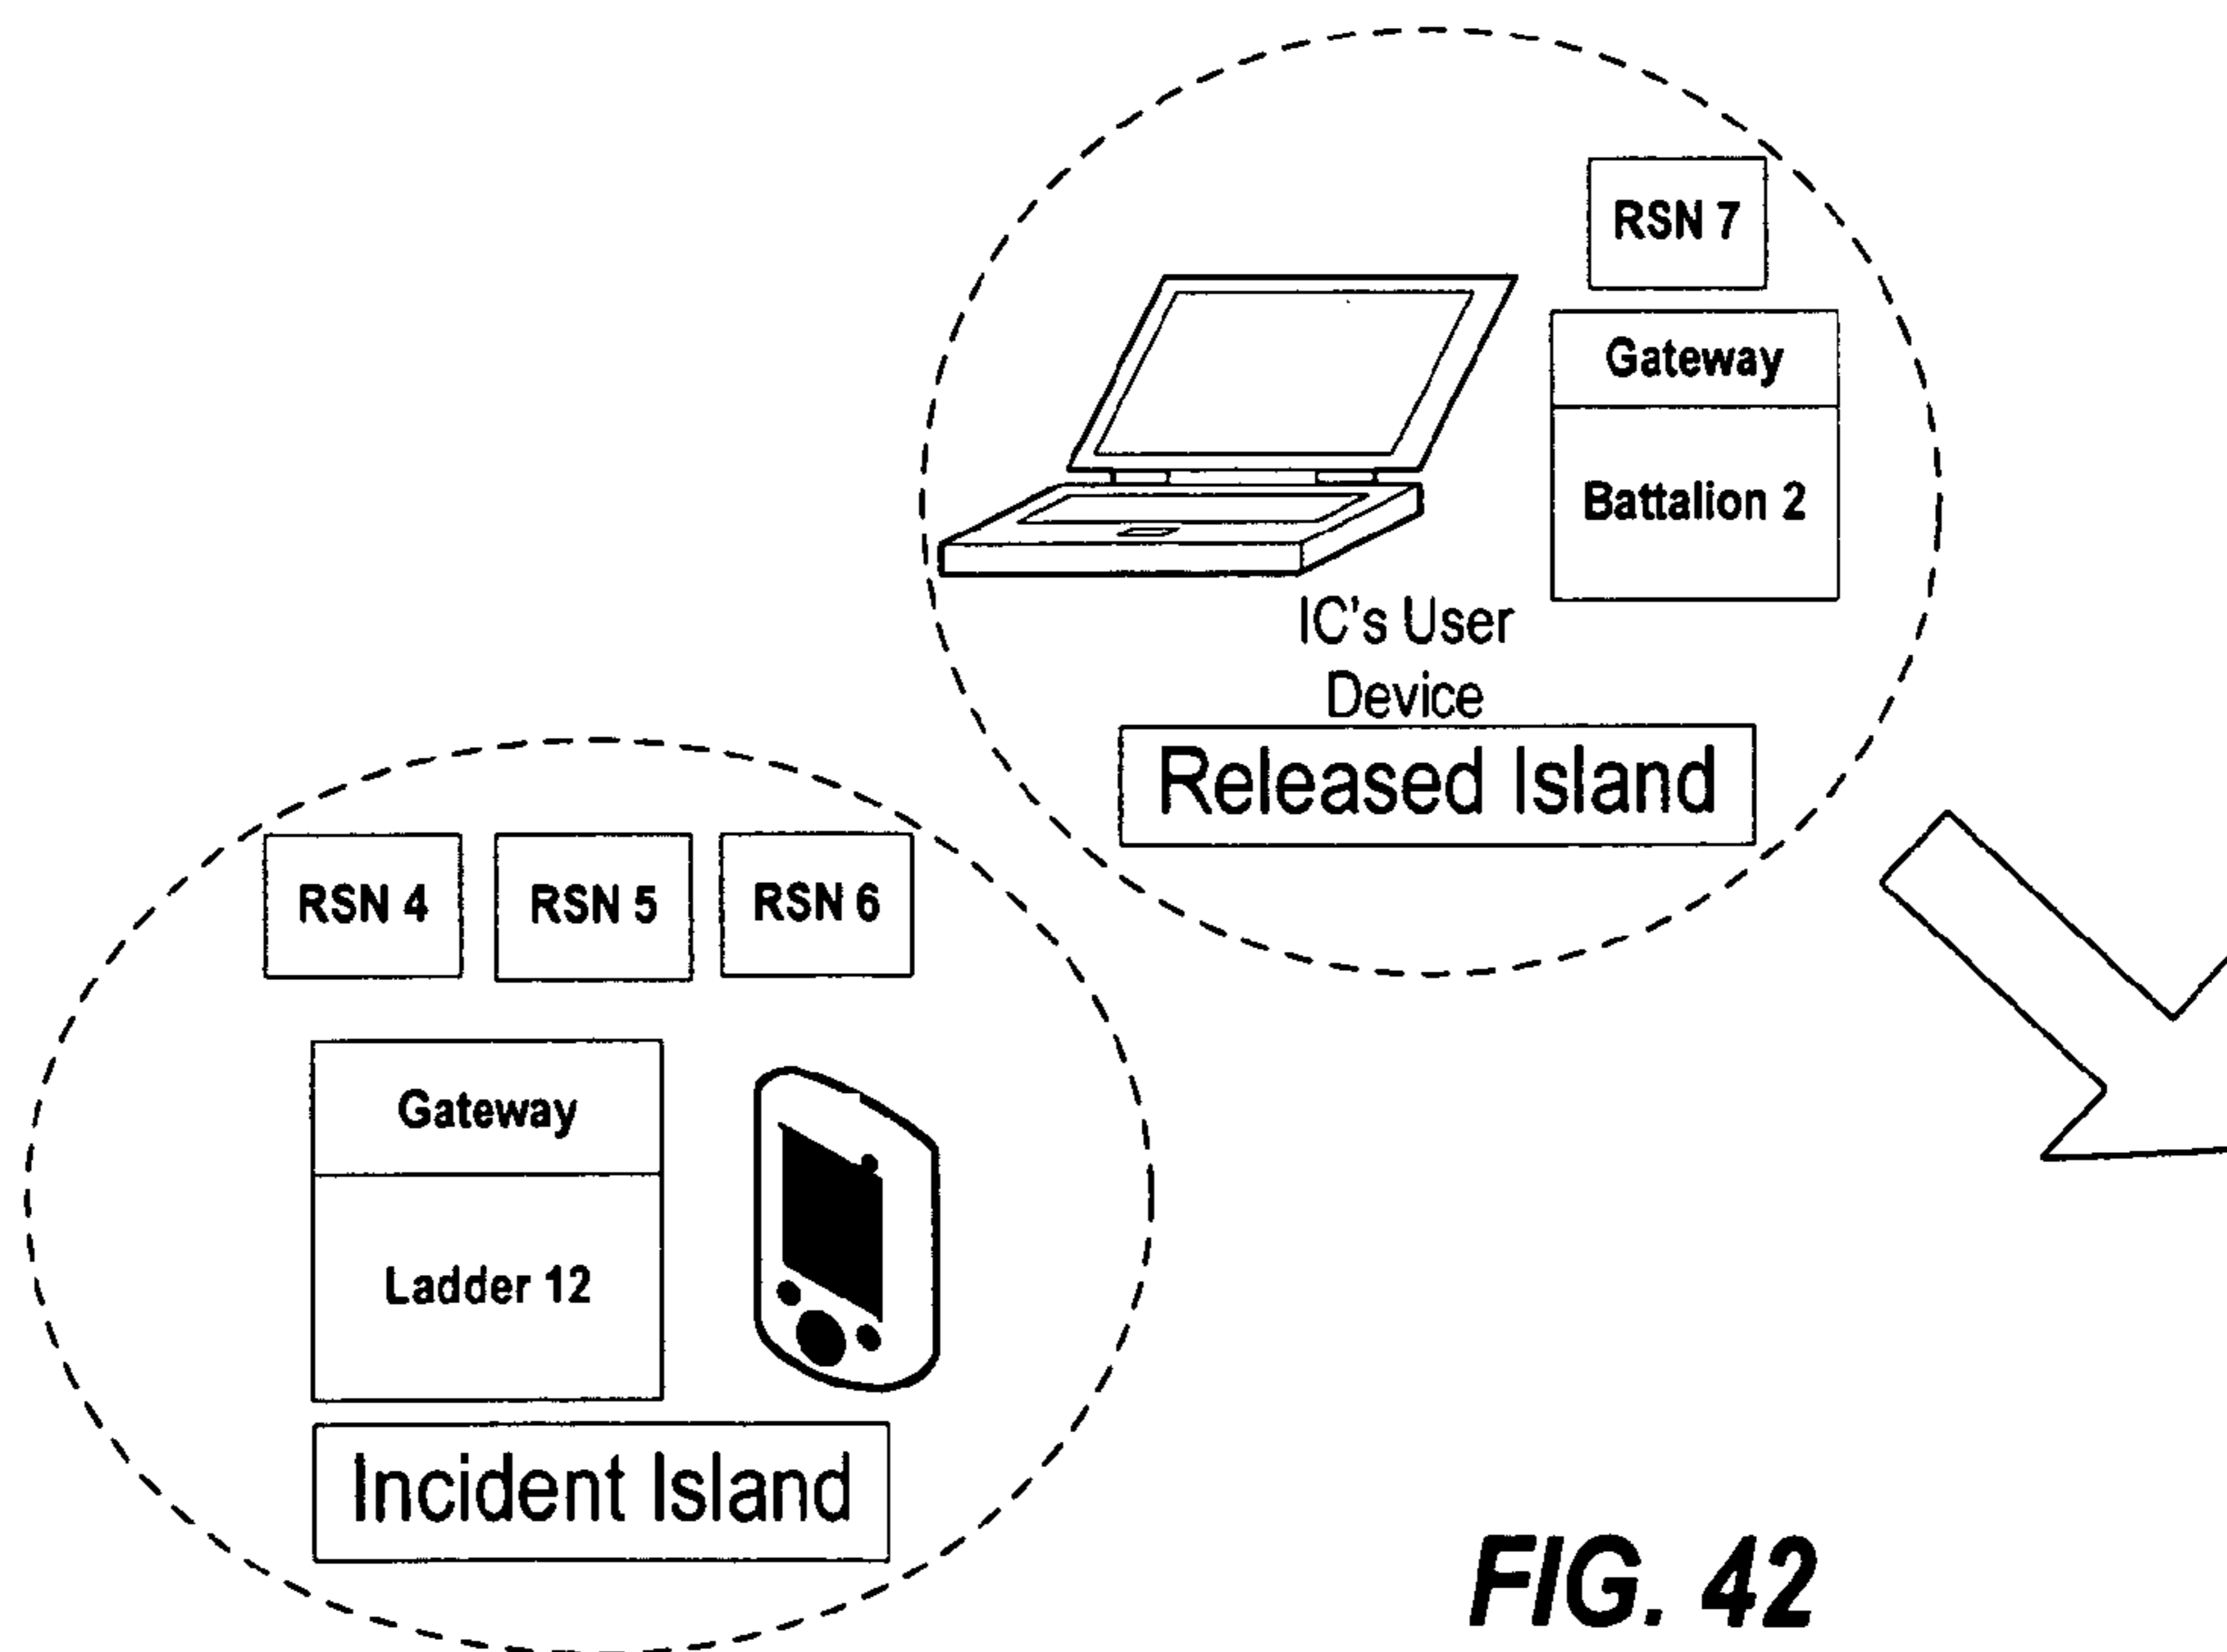 RSN 7
Gateway
Battalion 2
IC's User
Device
Released Island
RSN 4
RSN 5
RSN 6
Gateway
Ladder 12
Incident Island
FIG. 42